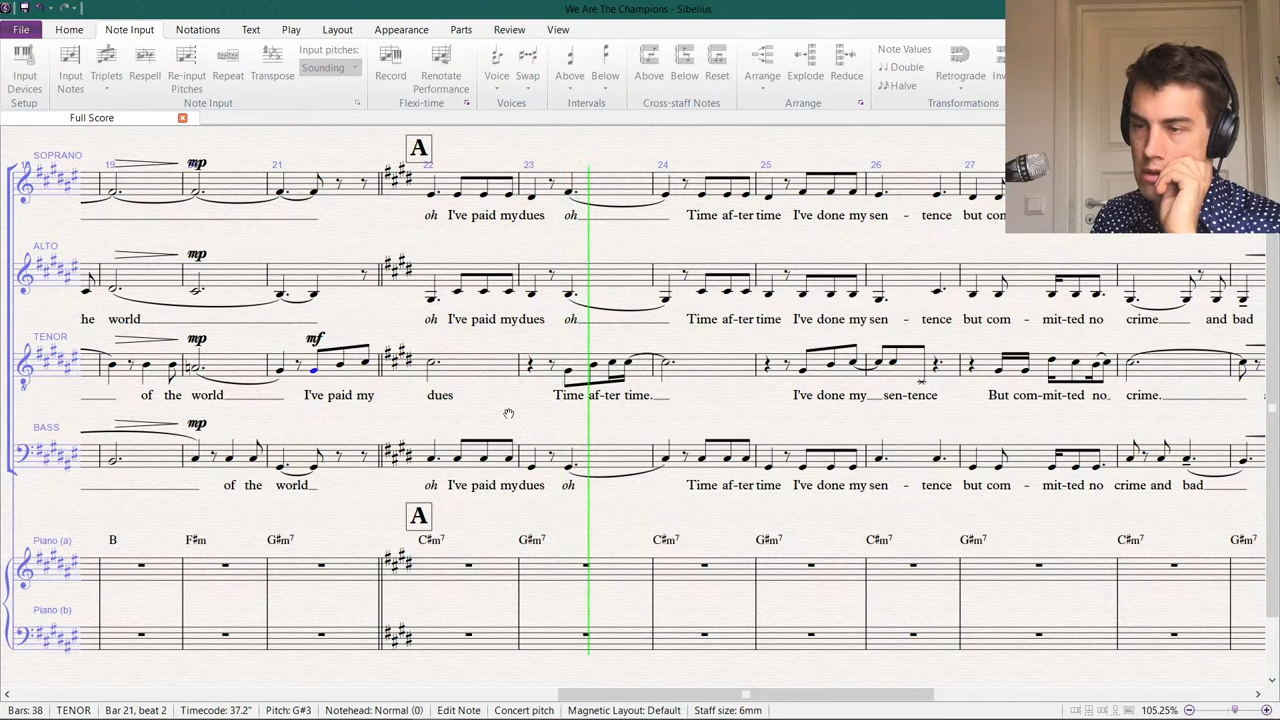 We Are The Champions - Sibelius
File Home Note Input Notations Text Play Layout Appearance Parts Review View
Input Devices
Input Notes
Triplets
Respell
Re-input Pitches
Repeat
Transpose
Input pitches:
Sounding
Record
Renotate Performance
Voice
Swap
Above
Below
Above
Below
Reset
Arrange
Explode
Reduce
Note Values
Double
Halve
Retrograde
Setup Note Input Flexi-time Voices Intervals Cross-staff Notes Arrange Transformations
Full Score
A
SOPRANO 19 mp 21 22 23 24 25 26 27
oh I've paid my dues oh Time af-ter time I've done my sen - tence but com
ALTO mp
he world oh I've paid my dues oh Time af-ter time I've done my sen - tence but com - mit-ted no crime and bad
TENOR mp mf
of the world I've paid my dues Time af-ter time. I've done my sen-tence But com-mit-ted no crime.
BASS mp
of the world oh I've paid my dues oh Time af-ter time I've done my sen - tence but com - mit-ted no crime and bad
A
Piano (a) B F♯m G♯m7 C♯m7 G♯m7 C♯m7 G♯m7 C♯m7 G♯m7 C♯m7 G♯m
Piano (b)
Bars: 38 TENOR Bar 21, beat 2 Timecode: 37.2" Pitch: G#3 Notehead: Normal (0) Edit Note Concert pitch Magnetic Layout: Default Staff size: 6mm 105.25%